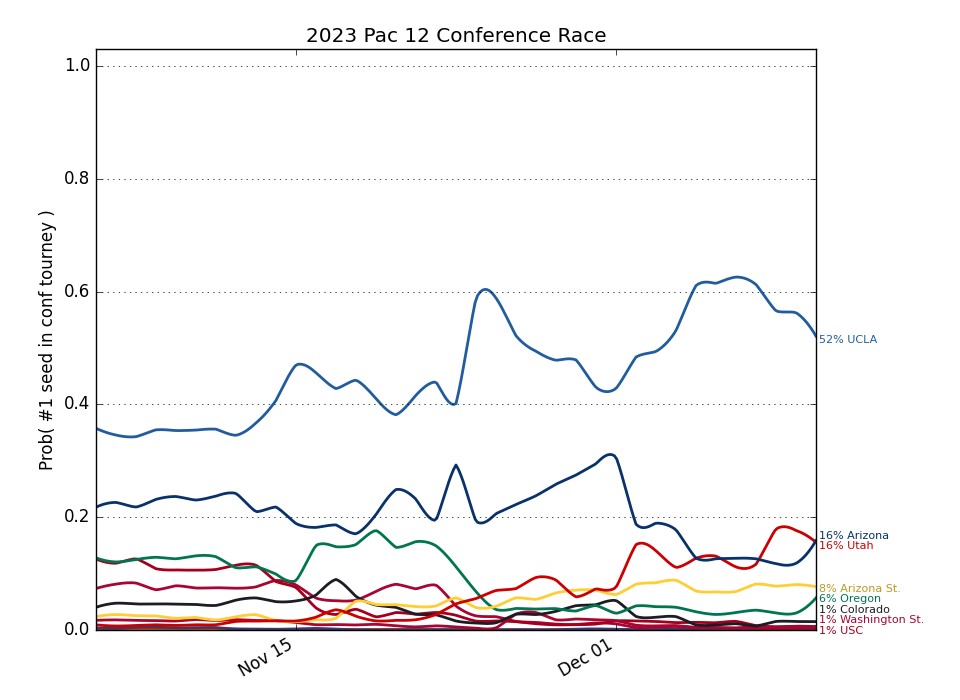 2023 Pac 12 Conference Race
Prob( #1 seed in conf tourney )
1.0
0.8
0.6
0.4
0.2
0.0
Nov 15
Dec 01
52% UCLA
16% Arizona
16% Utah
8% Arizona St.
6% Oregon
1% Colorado
1% Washington St.
1% USC